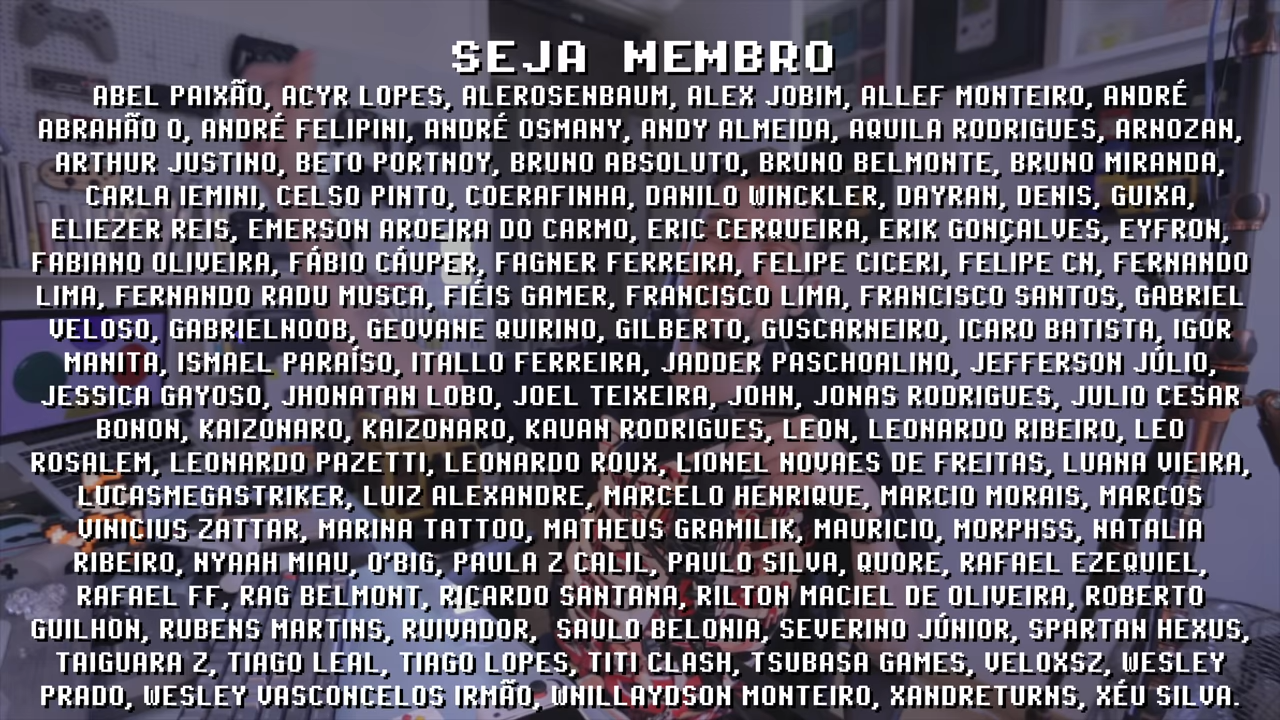 SEJA MEMBRO
ABEL PAIXÃO, ACYR LOPES, ALEROSENBAUM, ALEX JOBIM, ALLEF MONTEIRO, ANDRÉ
ABRAHÃO O, ANDRÉ FELIPINI, ANDRÉ OSMANY, ANDY ALMEIDA, AQUILA RODRIGUES, ARNOZAN,
ARTHUR JUSTINO, BETO PORTNOY, BRUNO ABSOLUTO, BRUNO BELMONTE, BRUNO MIRANDA,
CARLA IEMINI, CELSO PINTO, COERAFINHA, DANILO WINCKLER, DAYRAN, DENIS, GUIXA,
ELIEZER REIS, EMERSON AROEIRA DO CARMO, ERIC CERQUEIRA, ERIK GONÇALVES, EYFRON,
FABIANO OLIVEIRA, FÁBIO CÁUPER, FAGNER FERREIRA, FELIPE CICERI, FELIPE CN, FERNANDO
LIMA, FERNANDO RADU MUSCA, FIÉIS GAMER, FRANCISCO LIMA, FRANCISCO SANTOS, GABRIEL
VELOSO, GABRIELNOOB, GEOVANE QUIRINO, GILBERTO, GUSCARNEIRO, ICARO BATISTA, IGOR
MANITA, ISMAEL PARAÍSO, ITALLO FERREIRA, JADDER PASCHOALINO, JEFFERSON JÚLIO,
JESSICA GAYOSO, JHONATAN LOBO, JOEL TEIXEIRA, JOHN, JONAS RODRIGUES, JULIO CESAR
BONON, KAIZONARO, KAIZONARO, KAUAN RODRIGUES, LEON, LEONARDO RIBEIRO, LEO
ROSALEM, LEONARDO PAZETTI, LEONARDO ROUX, LIONEL NOVAES DE FREITAS, LUANA VIEIRA,
LUCASMEGASTRIKER, LUIZ ALEXANDRE, MARCELO HENRIQUE, MARCIO MORAIS, MARCOS
VINICIUS ZATTAR, MARINA TATTOO, MATHEUS GRAMILIK, MAURICIO, MORPHSS, NATALIA
RIBEIRO, NYAAH MIAU, O'BIG, PAULA Z CALIL, PAULO SILVA, QUORE, RAFAEL EZEQUIEL,
RAFAEL FF, RAG BELMONT, RICARDO SANTANA, RILTON MACIEL DE OLIVEIRA, ROBERTO
GUILHON, RUBENS MARTINS, RUIVADOR, SAULO BELONIA, SEVERINO JÚNIOR, SPARTAN HEXUS,
TAIGUARA Z, TIAGO LEAL, TIAGO LOPES, TITI CLASH, TSUBASA GAMES, VELOXSZ, WESLEY
PRADO, WESLEY VASCONCELOS IRMÃO, WNILLAYDSON MONTEIRO, XANDRETURNS, XÉU SILVA.